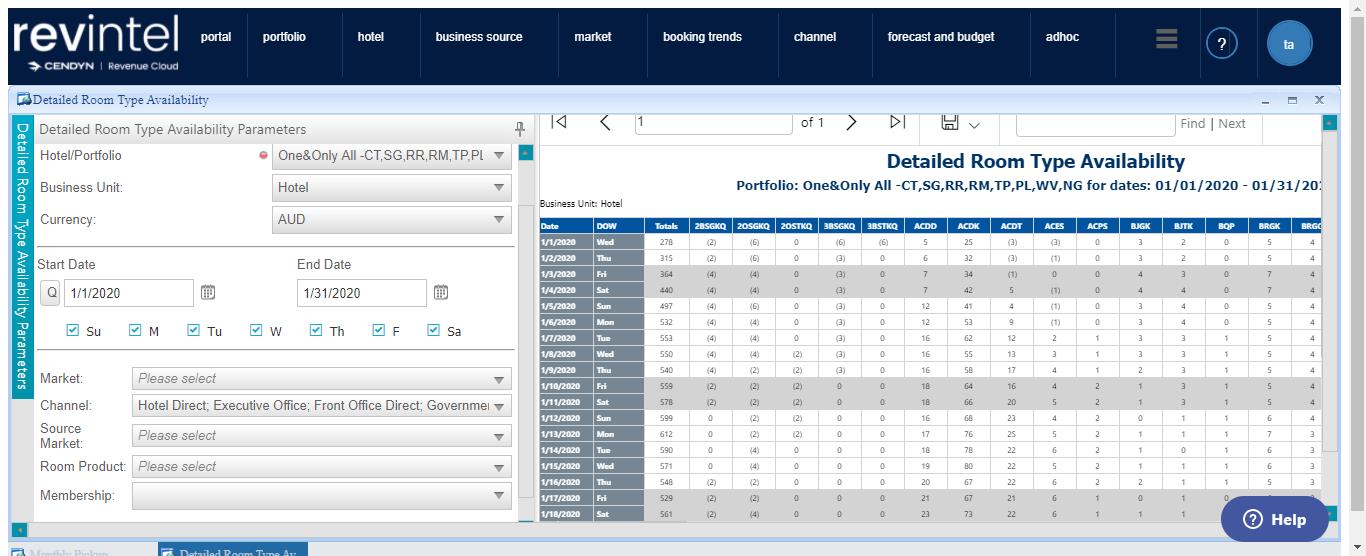 revintel
CENDYN | Revenue Cloud
portal portfolio hotel business source market booking trends channel forecast and budget adhoc ? ta
Detailed Room Type Availability
Detailed Room Type Availability Parameters
Detailed Room Type Availability Parameters
Hotel/Portfolio One&Only All -CT,SG,RR,RM,TP,PL
Business Unit: Hotel
Currency: AUD
Start Date End Date
Q 1/1/2020 1/31/2020
Su M Tu W Th F Sa
Market: Please select
Channel: Hotel Direct; Executive Office; Front Office Direct; Governme
Source Market: Please select
Room Product: Please select
Membership:
1 of 1 Find | Next
Detailed Room Type Availability
Portfolio: One&Only All -CT,SG,RR,RM,TP,PL,WV,NG for dates: 01/01/2020 - 01/31/20
Business Unit: Hotel
Date DOW Totals 2BSGKQ 2OSGKQ 2OSTKQ 3BSGKQ 3BSTKQ ACDD ACDK ACDT ACES ACPS BJGK BJTK BQP BRGK BRGQ
1/1/2020 Wed 278 (2) (6) 0 (6) (6) 5 25 (3) (3) 0 3 2 0 5 4
1/2/2020 Thu 315 (2) (6) 0 (3) 0 6 32 (3) (1) 0 3 2 0 5 4
1/3/2020 Fri 364 (4) (4) 0 (3) 0 7 34 (1) 0 0 4 3 0 7 4
1/4/2020 Sat 440 (4) (4) 0 (3) 0 7 42 5 (1) 0 4 4 0 7 4
1/5/2020 Sun 497 (4) (6) 0 (3) 0 12 41 4 (1) 0 3 4 0 5 4
1/6/2020 Mon 532 (4) (4) 0 (3) 0 12 53 9 (1) 0 3 4 0 5 4
1/7/2020 Tue 553 (4) (4) 0 (3) 0 16 62 12 2 1 3 3 1 5 4
1/8/2020 Wed 550 (4) (4) (2) (3) 0 16 55 13 3 1 3 3 1 5 4
1/9/2020 Thu 540 (4) (2) (2) (3) 0 16 58 17 4 1 2 3 1 5 4
1/10/2020 Fri 559 (2) (2) (2) 0 0 18 64 16 4 2 1 3 1 5 4
1/11/2020 Sat 578 (2) (2) (2) 0 0 18 66 20 5 2 1 3 1 5 4
1/12/2020 Sun 599 0 (2) (2) 0 0 16 68 23 4 2 0 1 1 6 4
1/13/2020 Mon 612 0 (2) (2) 0 0 17 76 25 5 2 1 1 1 7 3
1/14/2020 Tue 590 0 (4) 0 0 0 18 78 22 6 2 1 0 1 6 3
1/15/2020 Wed 571 0 (4) 0 0 0 19 80 22 5 2 1 1 1 6 3
1/16/2020 Thu 548 (2) (2) 0 0 0 20 67 22 6 2 2 1 1 5 3
1/17/2020 Fri 529 (2) (2) 0 0 0 21 67 21 6 1 0 1 0
1/18/2020 Sat 561 (2) (4) 0 0 0 23 73 22 6 1 1 1
Help
Monthly Pickup Detailed Room Type Av